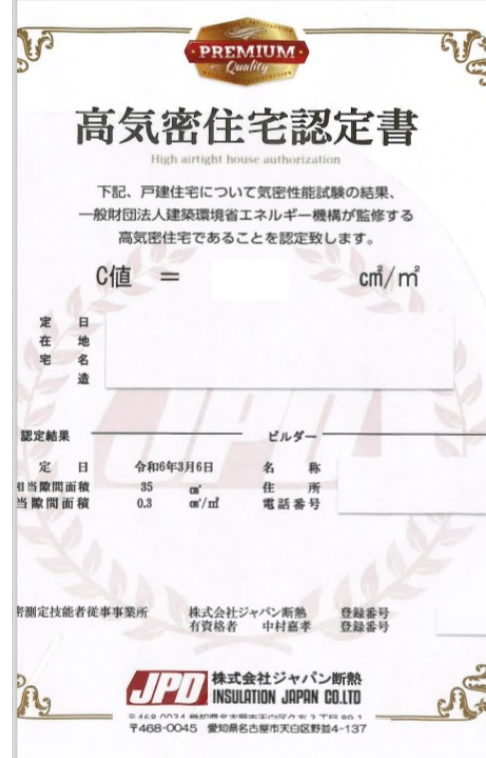 PREMIUM
Quality
高気密住宅認定書
High airtight house authorization
下記、戸建住宅について気密性能試験の結果、
一般財団法人建築環境省エネルギー機構が監修する
高気密住宅であることを認定致します。
C値 = c㎡/㎡
定 日
在 地
宅 名
造
認定結果
ビルダー
定 日 令和6年3月6日 名 称
相当隙間面積 35 c㎡ 住 所
当隙間面積 0.3 c㎡/㎡ 電話番号
密測定技能者従事事業所 株式会社ジャパン断熱 登録番号
有資格者 中村嘉孝 登録番号
JPD
株式会社ジャパン断熱
INSULATION JAPAN CO.LTD
〒468-0045 愛知県名古屋市天白区野並4-137